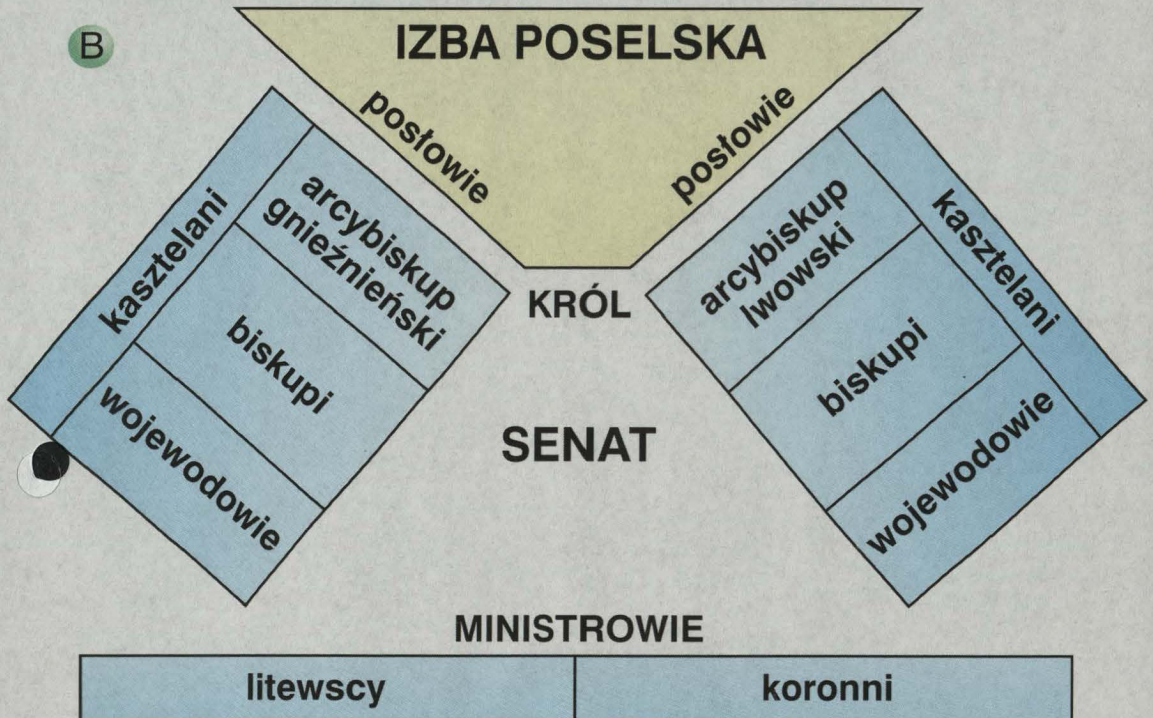 B
IZBA POSELSKA
posłowie
posłowie
kasztelani
arcybiskup
gnieźnieński
biskupi
wojewodowie
KRÓL
SENAT
arcybiskup
lwowski
kasztelani
biskupi
wojewodowie
MINISTROWIE
litewscy
koronni